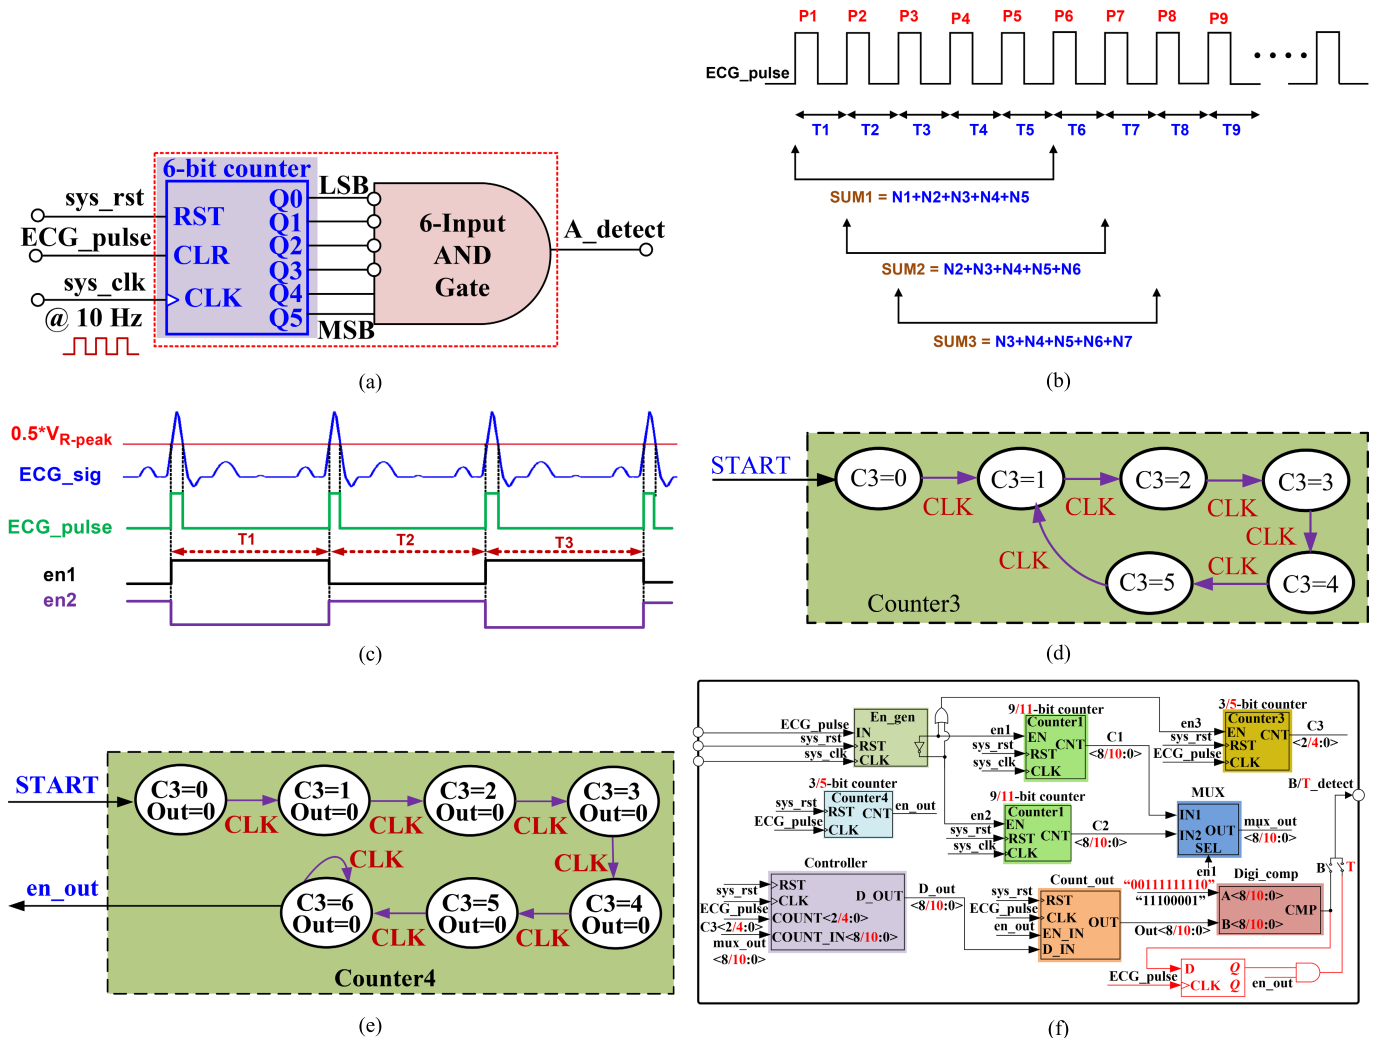 6-bit counter
sys_rst
ECG_pulse
sys_clk
@ 10 Hz
RST
CLR
CLK
Q0
Q1
Q2
Q3
Q4
Q5
LSB
MSB
6-Input
AND
Gate
A_detect
(a)
P1 P2 P3 P4 P5 P6 P7 P8 P9
ECG_pulse
T1 T2 T3 T4 T5 T6 T7 T8 T9
SUM1 = N1+N2+N3+N4+N5
SUM2 = N2+N3+N4+N5+N6
SUM3 = N3+N4+N5+N6+N7
(b)
0.5*VR-peak
ECG_sig
ECG_pulse
T1 T2 T3
en1
en2
(c)
START
C3=0
CLK
C3=1
CLK
C3=2
CLK
C3=3
CLK
C3=4
CLK
C3=5
CLK
Counter3
(d)
START
C3=0
Out=0
CLK
C3=1
Out=0
CLK
C3=2
Out=0
CLK
C3=3
Out=0
CLK
C3=4
Out=0
CLK
C3=5
Out=0
CLK
C3=6
Out=0
CLK
en_out
Counter4
(e)
ECG_pulse
sys_rst
sys_clk
En_gen
IN
RST
CLK
9/11-bit counter
Counter1
en1
EN
sys_rst
RST
sys_clk
CLK
CNT
C1
<8/10:0>
3/5-bit counter
Counter3
en3
EN
sys_rst
RST
ECG_pulse
CLK
CNT
C3
<2/4:0>
3/5-bit counter
Counter4
sys_rst
RST
ECG_pulse
CLK
CNT
en_out
9/11-bit counter
Counter1
en2
EN
sys_rst
RST
sys_clk
CLK
CNT
C2
<8/10:0>
MUX
IN1
IN2
OUT
SEL
en1
mux_out
<8/10:0>
B/T_detect
B
T
Controller
sys_rst
RST
ECG_pulse
CLK
C3<2/4:0>
COUNT<2/4:0>
mux_out
<8/10:0>
COUNT_IN<8/10:0>
D_OUT
D_out
<8/10:0>
Count_out
sys_rst
RST
ECG_pulse
CLK
en_out
EN_IN
D_IN
OUT
Out<8/10:0>
Digi_comp
“00111111110”
“11100001”
A<8/10:0>
B<8/10:0>
CMP
ECG_pulse
D
CLK
Q
Q
en_out
(f)